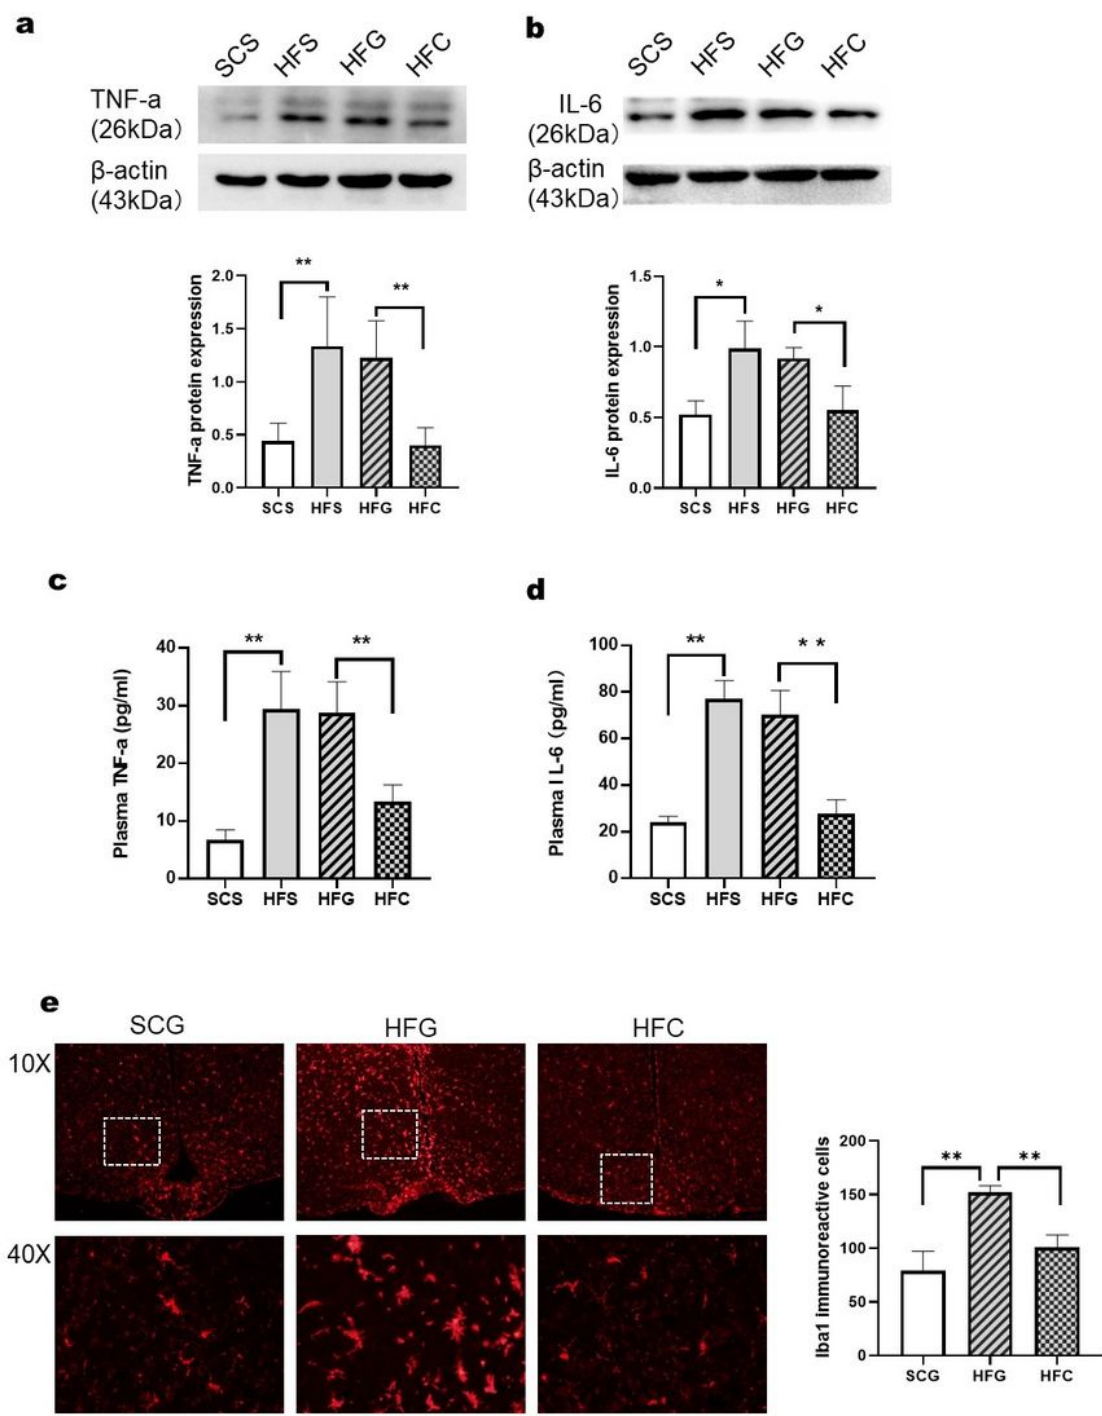 a
SCS HFS HFG HFC
TNF-a
(26kDa)
β-actin
(43kDa)
TNF-a protein expression
2.0
1.5
1.0
0.5
0.0
** **
SCS HFS HFG HFC
b
SCS HFS HFG HFC
IL-6
(26kDa)
β-actin
(43kDa)
IL-6 protein expression
1.5
1.0
0.5
0.0
* *
SCS HFS HFG HFC
c
Plasma TNF-a (pg/ml)
40
30
20
10
0
** **
SCS HFS HFG HFC
d
Plasma I L-6 (pg/ml)
100
80
60
40
20
0
** * *
SCS HFS HFG HFC
e
SCG HFG HFC
10X
40X
Iba1 immunoreactive cells
200
150
100
50
0
** **
SCG HFG HFC